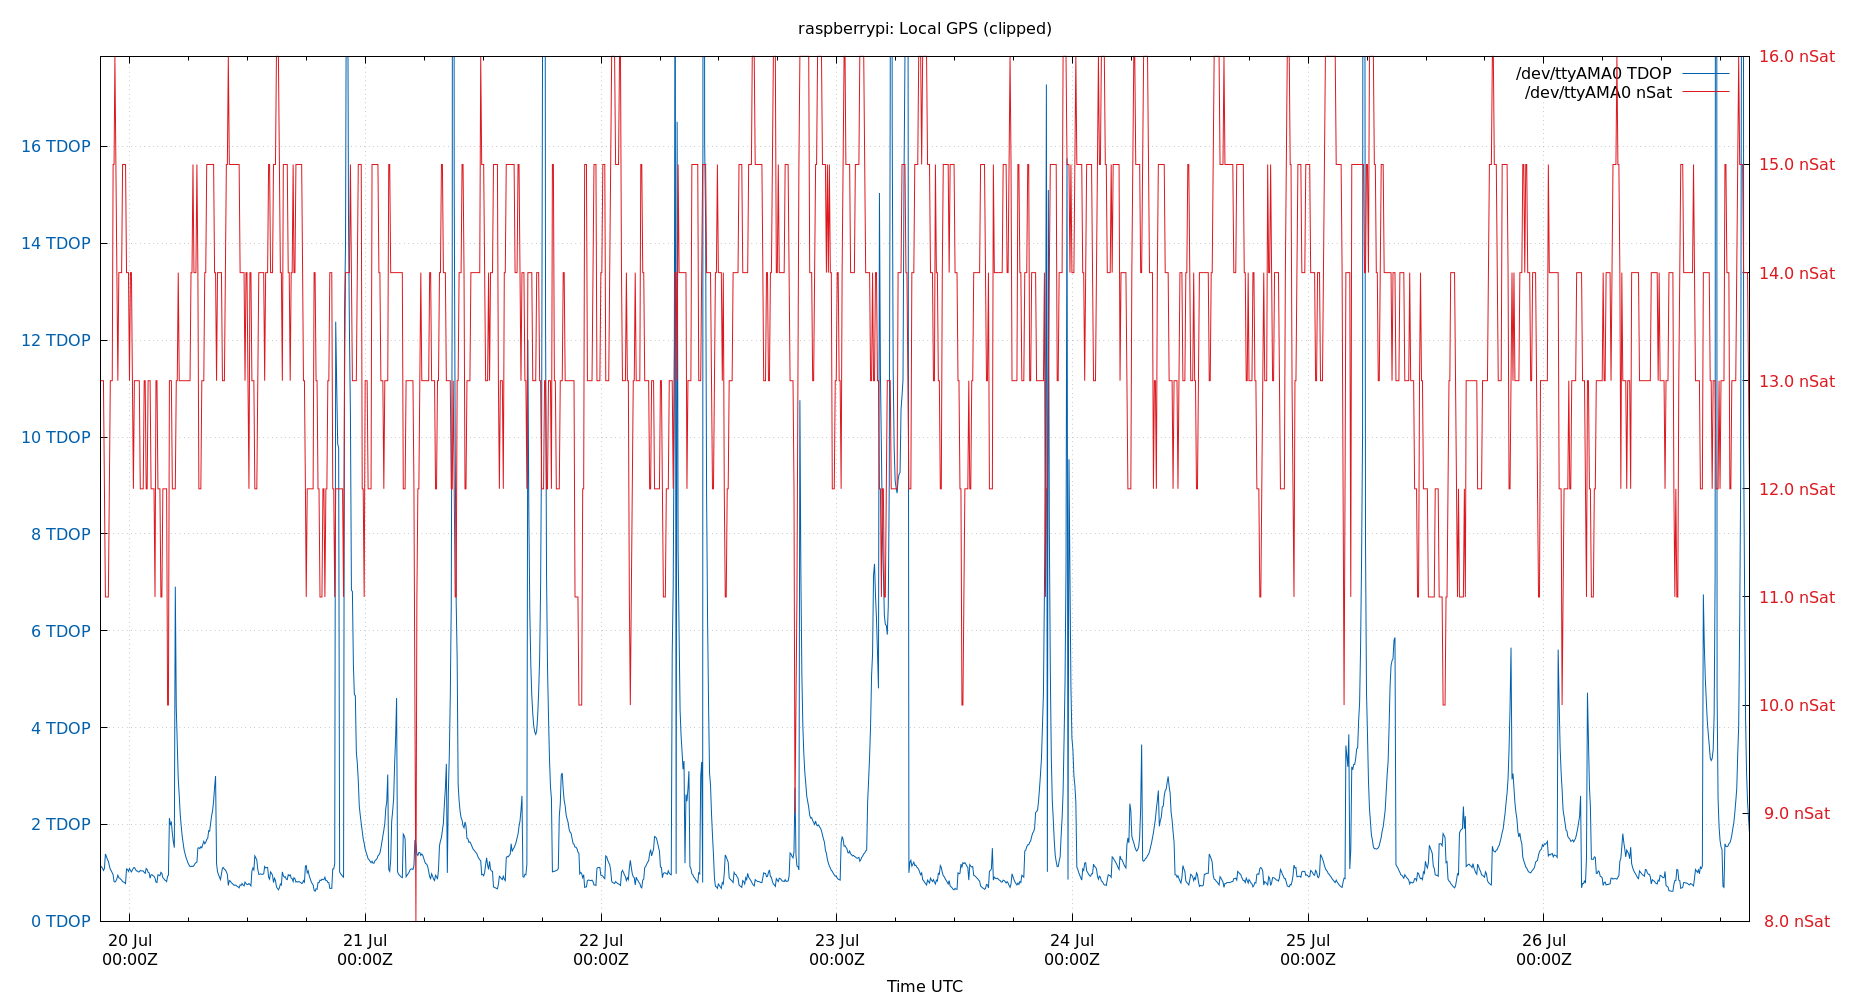 raspberrypi: Local GPS (clipped)
/dev/ttyAMA0 TDOP
/dev/ttyAMA0 nSat
16 TDOP
14 TDOP
12 TDOP
10 TDOP
8 TDOP
6 TDOP
4 TDOP
2 TDOP
0 TDOP
16.0 nSat
15.0 nSat
14.0 nSat
13.0 nSat
12.0 nSat
11.0 nSat
10.0 nSat
9.0 nSat
8.0 nSat
20 Jul
00:00Z
21 Jul
00:00Z
22 Jul
00:00Z
23 Jul
00:00Z
24 Jul
00:00Z
25 Jul
00:00Z
26 Jul
00:00Z
Time UTC